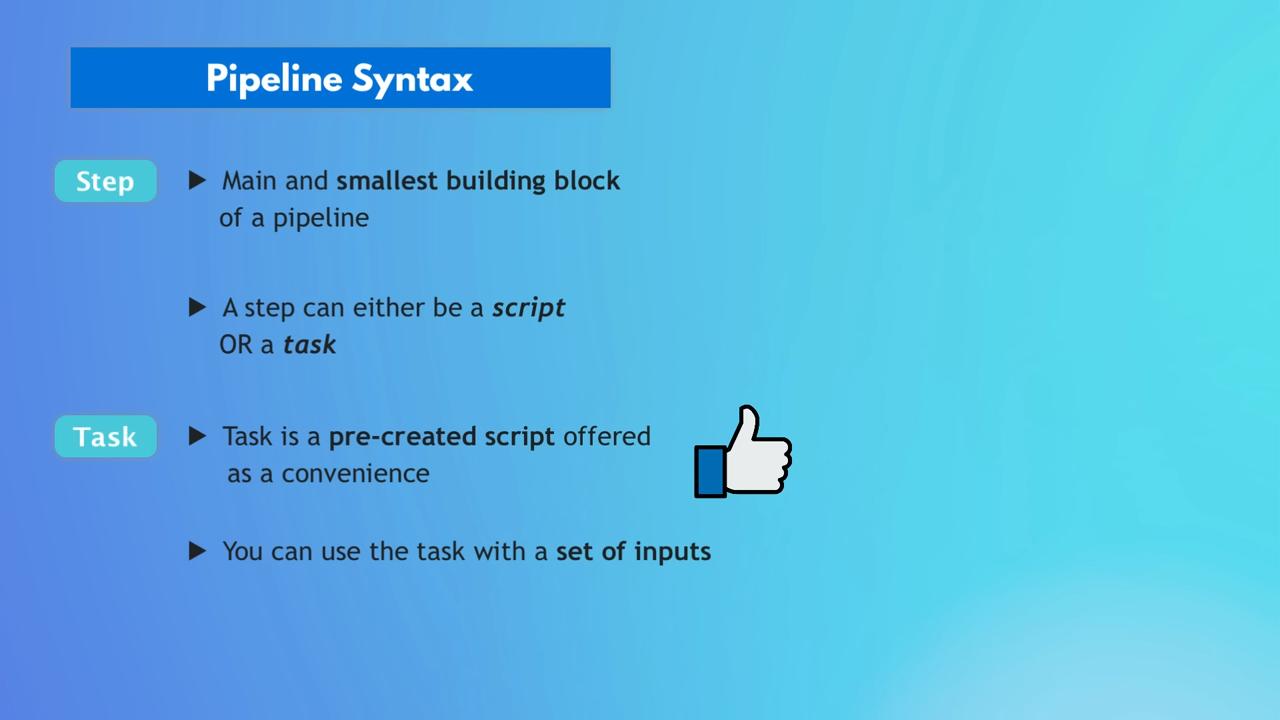 Pipeline Syntax
Step
▶ Main and smallest building block
of a pipeline
▶ A step can either be a script
OR a task
Task
▶ Task is a pre-created script offered
as a convenience
▶ You can use the task with a set of inputs